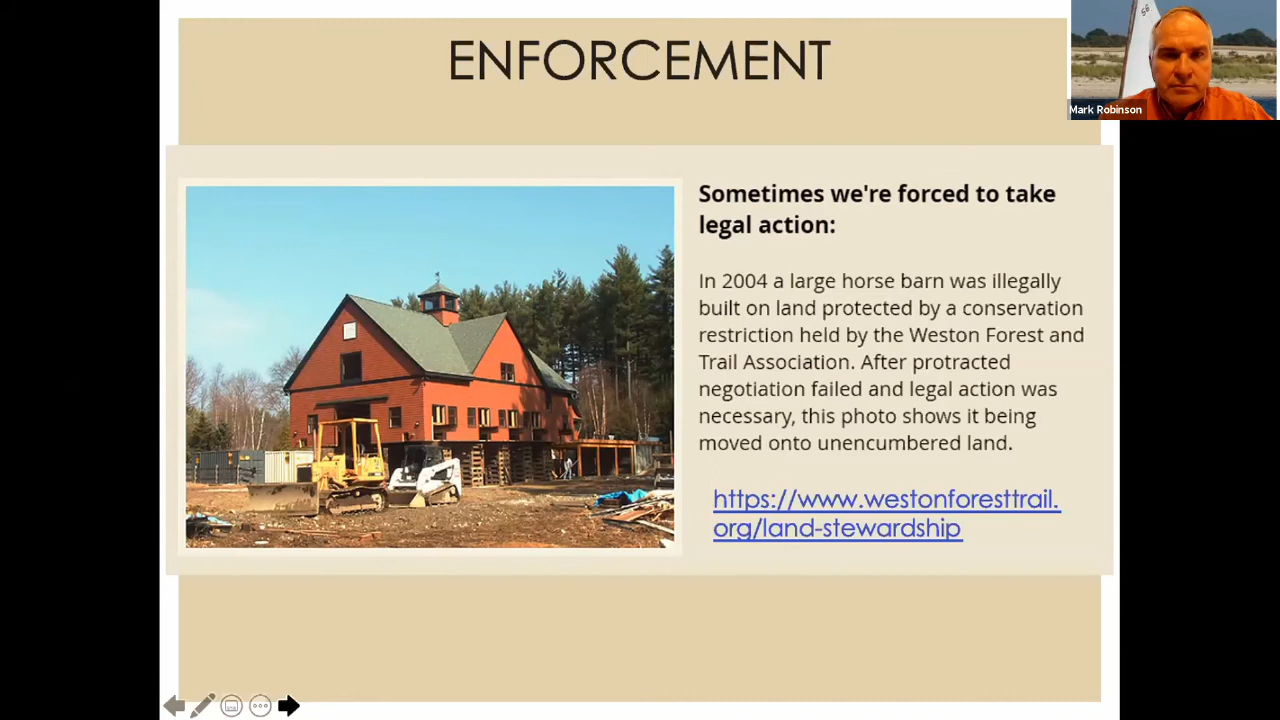 ENFORCEMENT
56
Mark Robinson
Sometimes we're forced to take
legal action:
In 2004 a large horse barn was illegally
built on land protected by a conservation
restriction held by the Weston Forest and
Trail Association. After protracted
negotiation failed and legal action was
necessary, this photo shows it being
moved onto unencumbered land.
https://www.westonforesttrail.
org/land-stewardship